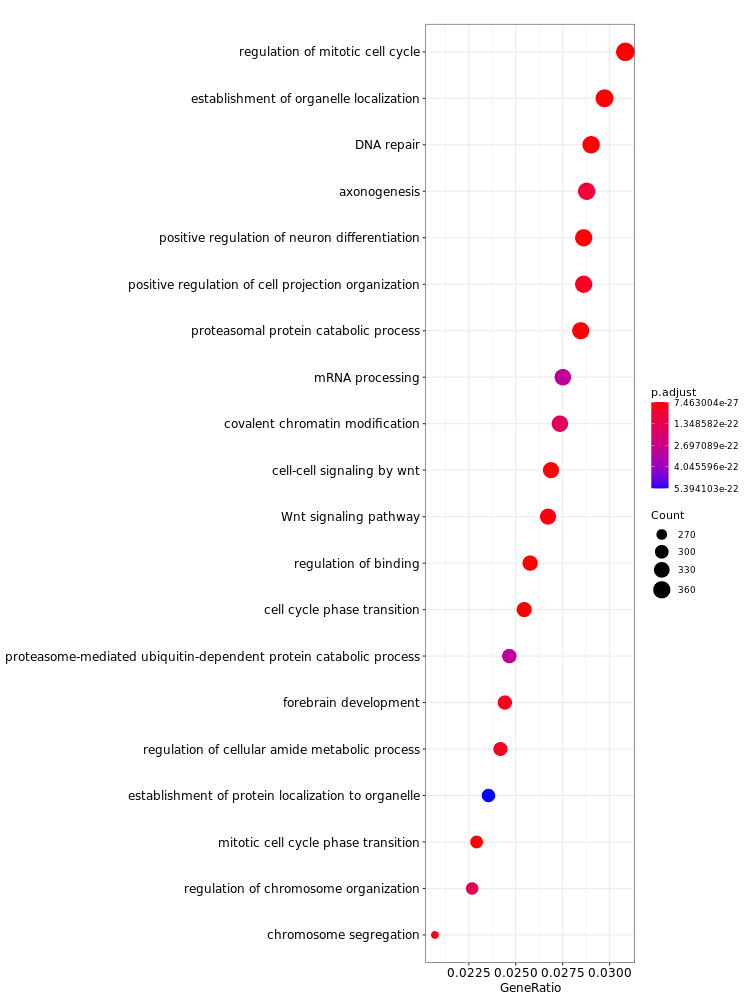 regulation of mitotic cell cycle
establishment of organelle localization
DNA repair
axonogenesis
positive regulation of neuron differentiation
positive regulation of cell projection organization
proteasomal protein catabolic process
mRNA processing
covalent chromatin modification
cell-cell signaling by wnt
Wnt signaling pathway
regulation of binding
cell cycle phase transition
proteasome-mediated ubiquitin-dependent protein catabolic process
forebrain development
regulation of cellular amide metabolic process
establishment of protein localization to organelle
mitotic cell cycle phase transition
regulation of chromosome organization
chromosome segregation
0.0225 0.0250 0.0275 0.0300
GeneRatio
p.adjust
7.463004e-27
1.348582e-22
2.697089e-22
4.045596e-22
5.394103e-22
Count
270
300
330
360